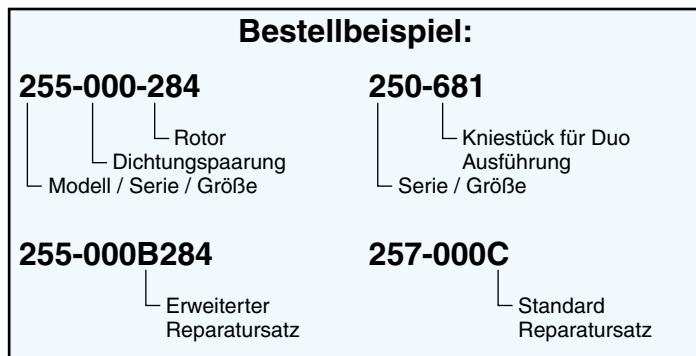 Bestellbeispiel:
255-000-284
Rotor
Dichtungspaarung
Modell / Serie / Größe
250-681
Kniestück für Duo
Ausführung
Serie / Größe
255-000B284
Erweiterter
Reparatursatz
257-000C
Standard
Reparatursatz